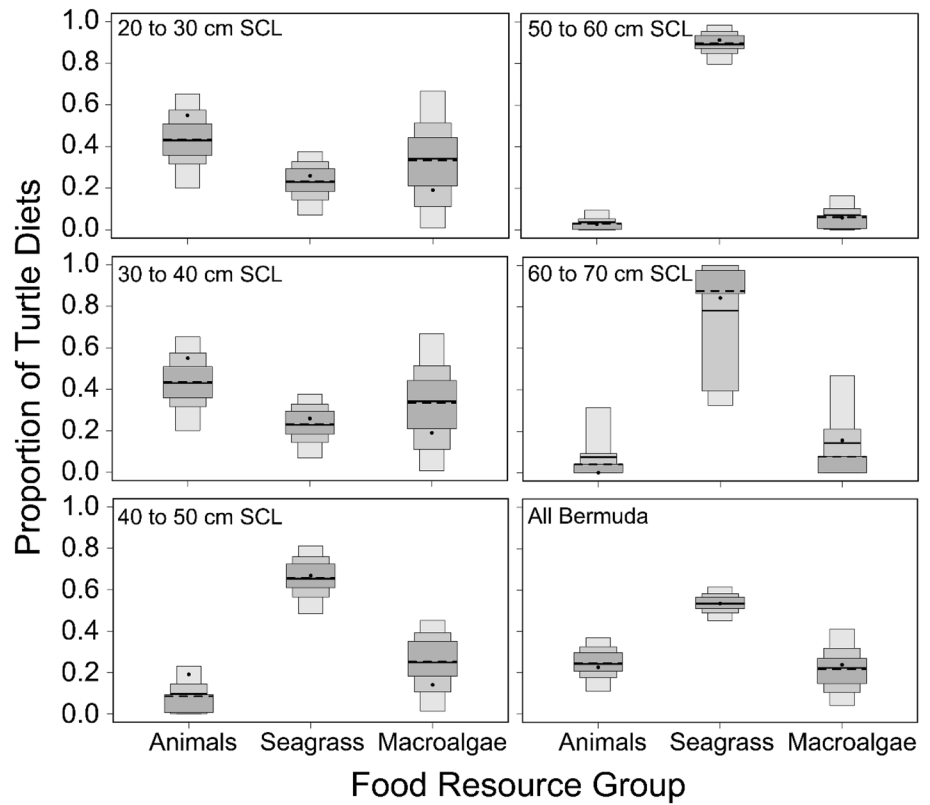 Proportion of Turtle Diets
20 to 30 cm SCL
1.0
0.8
0.6
0.4
0.2
0.0
50 to 60 cm SCL
30 to 40 cm SCL
1.0
0.8
0.6
0.4
0.2
0.0
60 to 70 cm SCL
40 to 50 cm SCL
1.0
0.8
0.6
0.4
0.2
0.0
All Bermuda
Animals Seagrass Macroalgae
Animals Seagrass Macroalgae
Food Resource Group